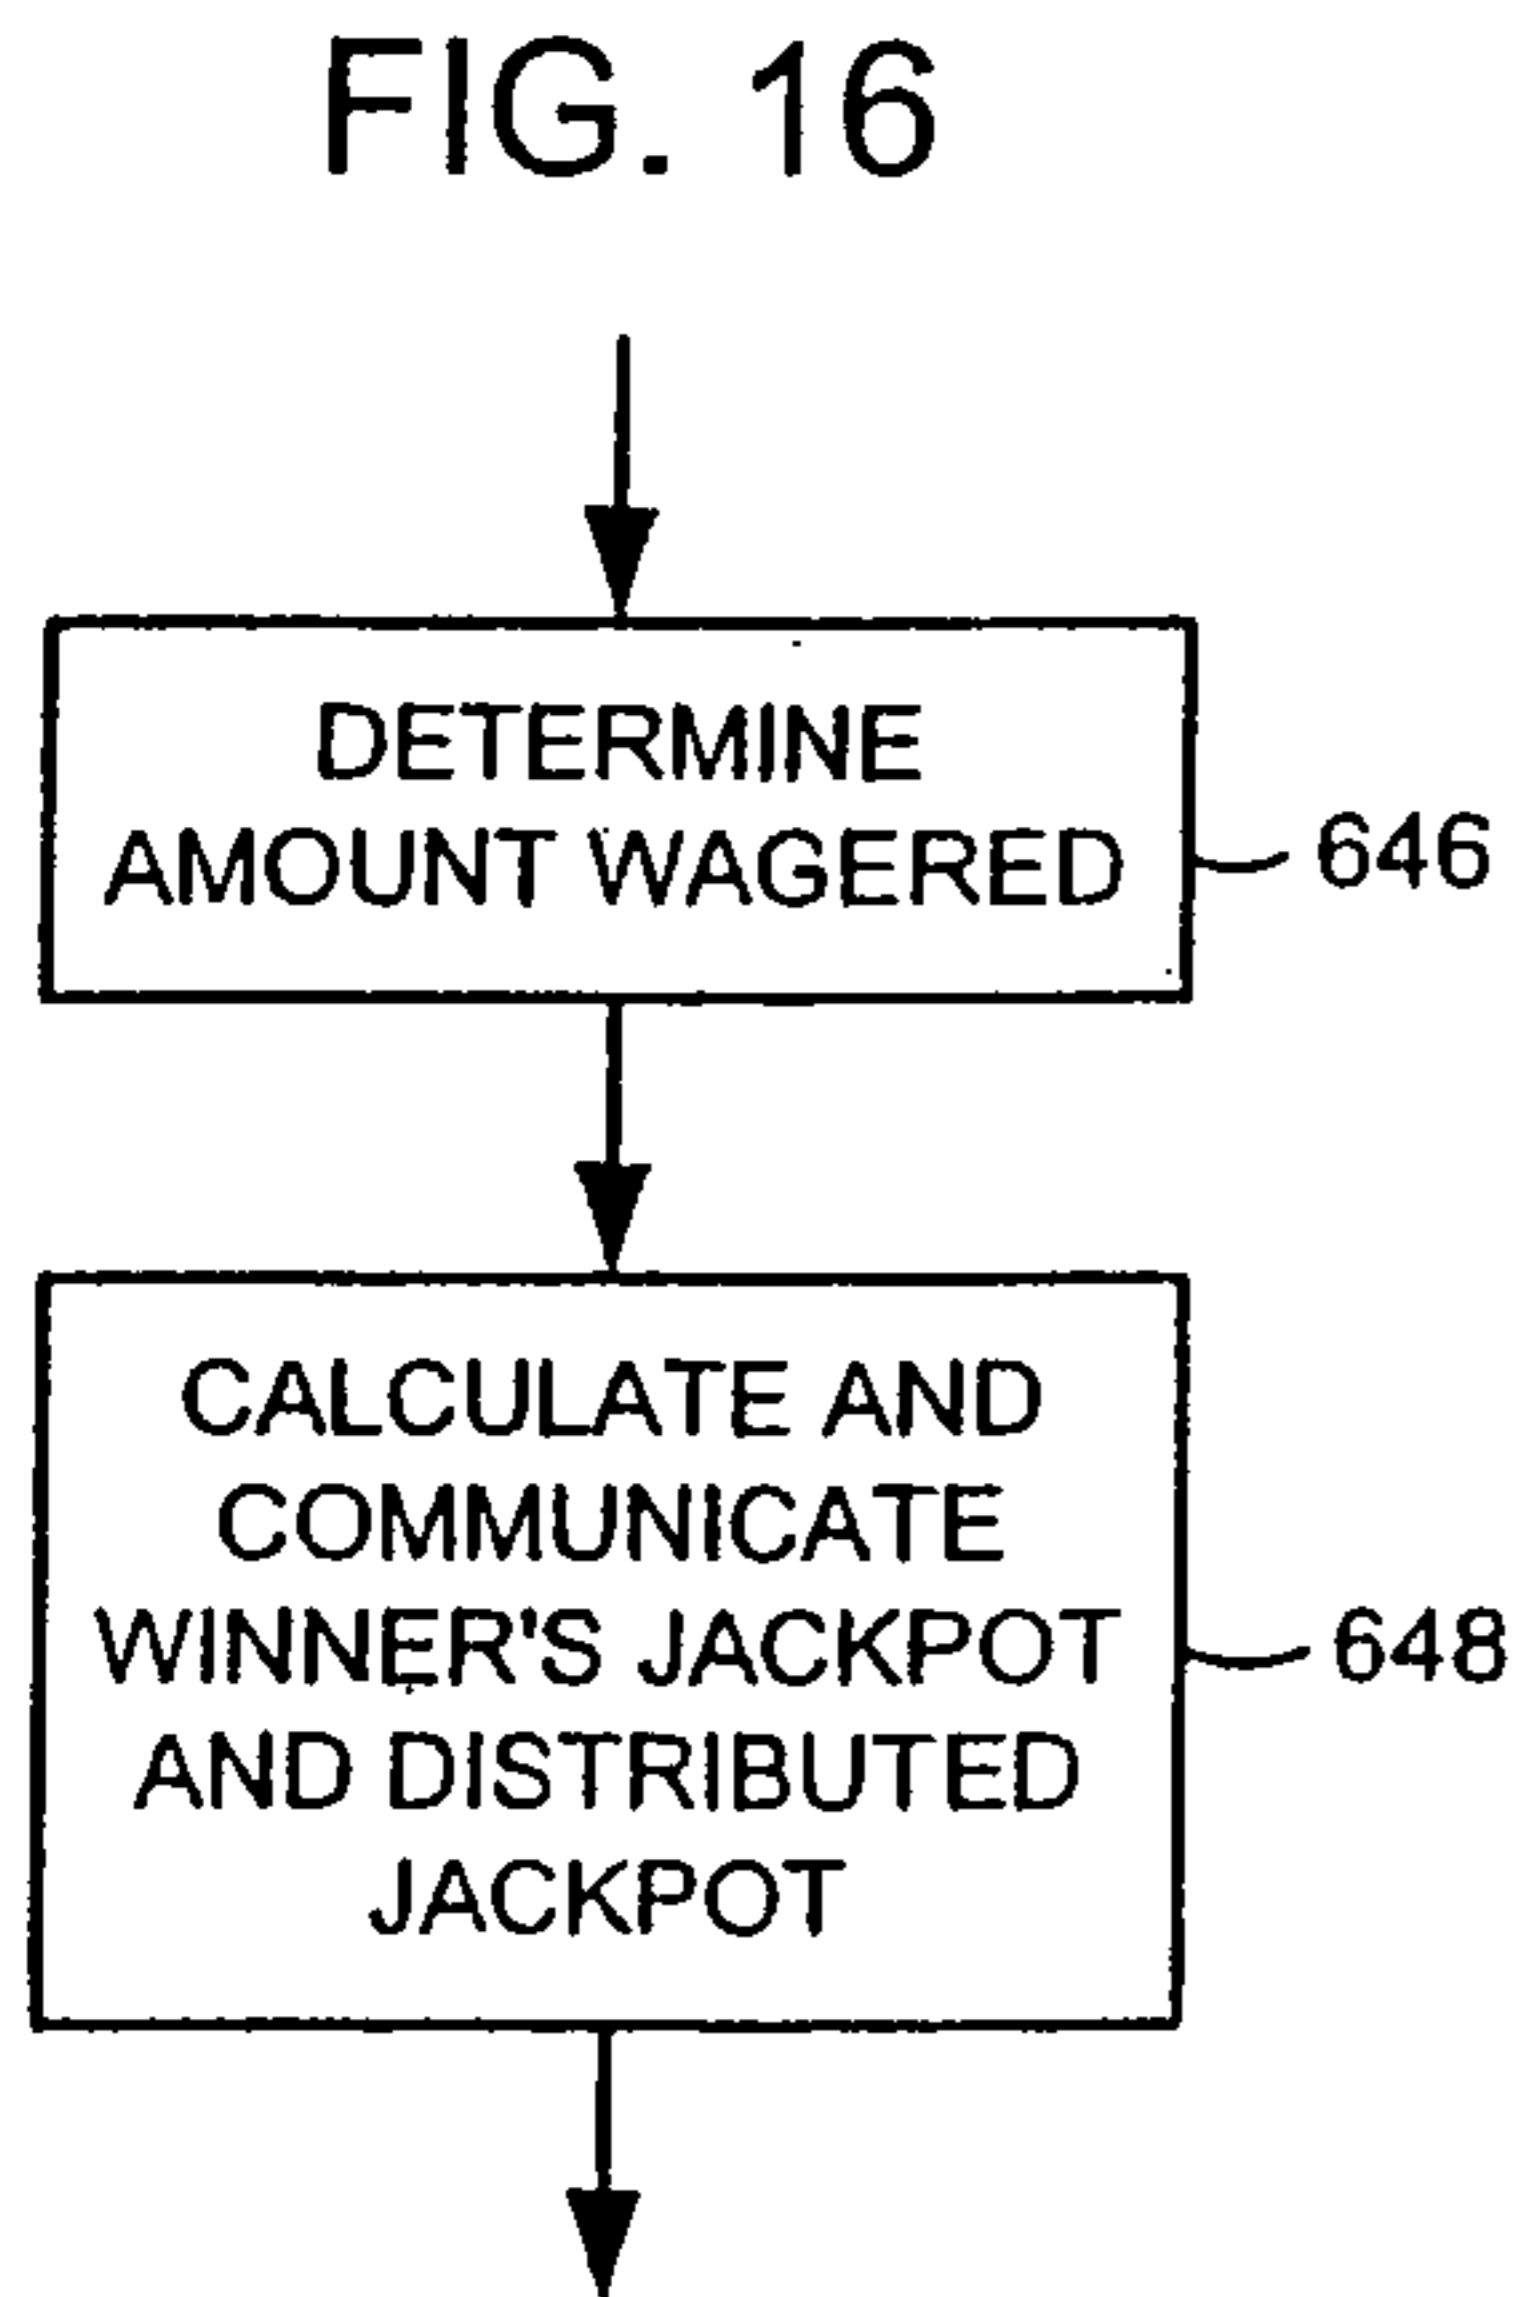 FIG. 16
DETERMINE
AMOUNT WAGERED
646
CALCULATE AND
COMMUNICATE
WINNER'S JACKPOT
AND DISTRIBUTED
JACKPOT
648